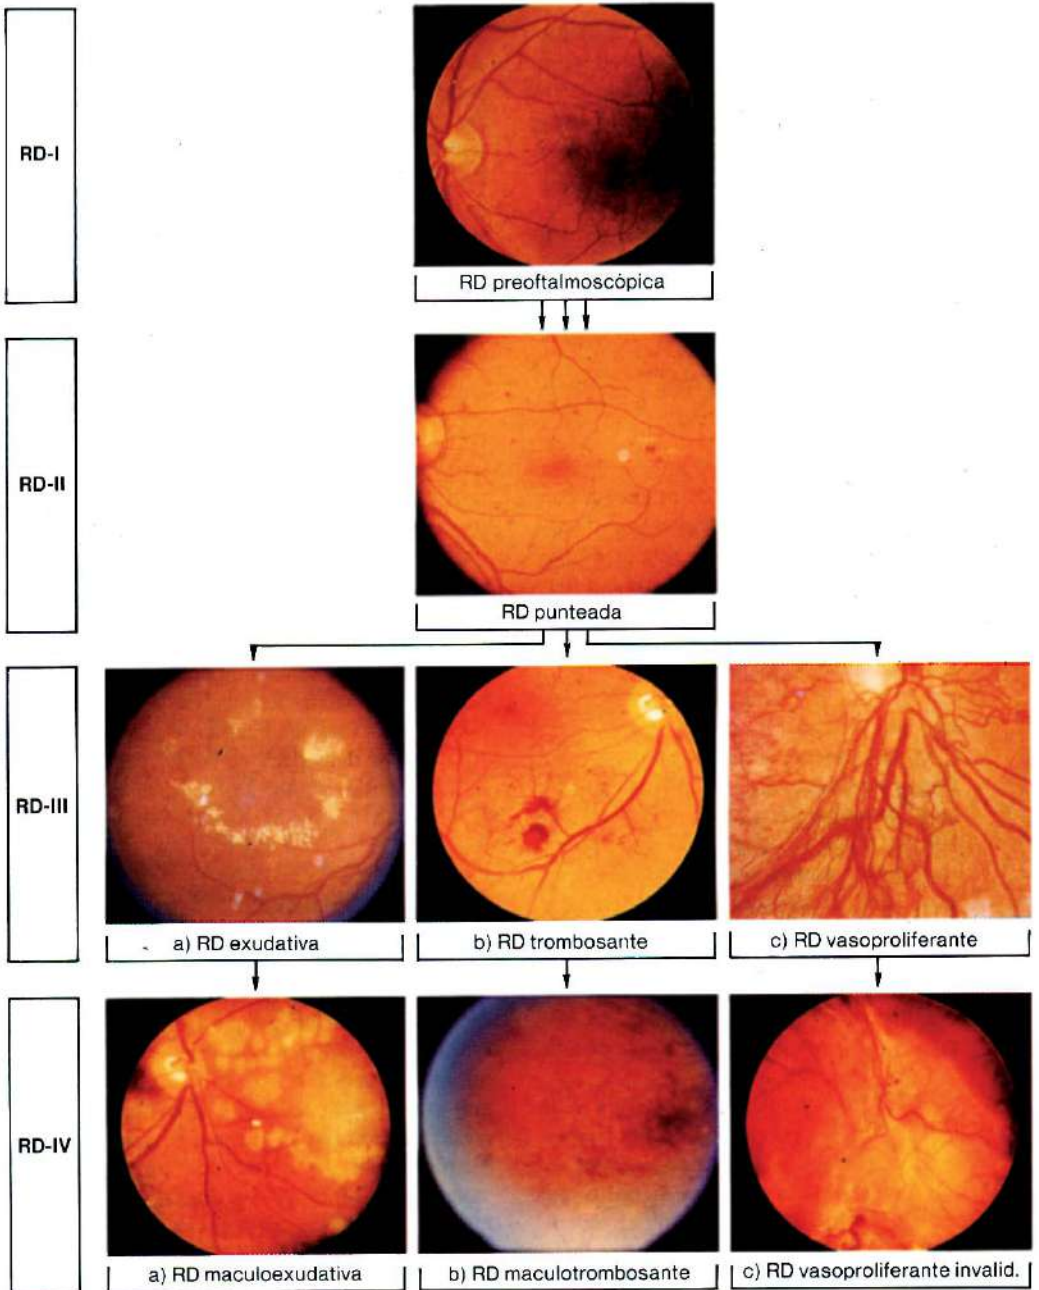 RD-I
RD preoftalmoscópica
RD-II
RD punteada
RD-III
a) RD exudativa
b) RD trombosante
c) RD vasoproliferante
RD-IV
a) RD maculoexudativa
b) RD maculotrombosante
c) RD vasoproliferante invalid.